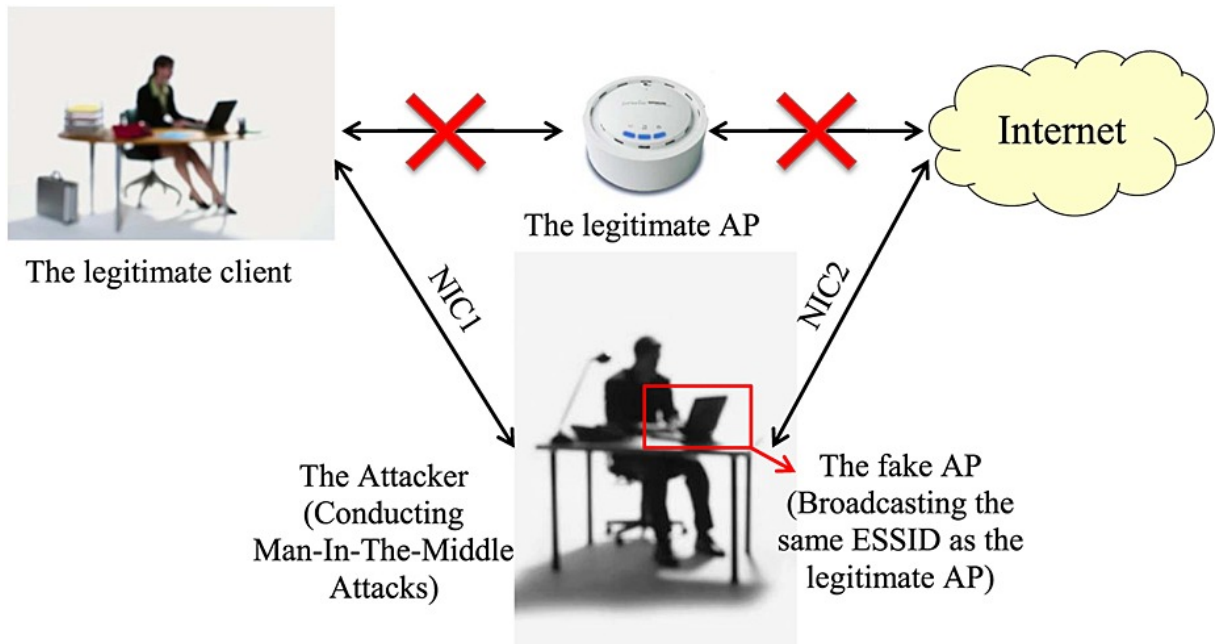 Internet
The legitimate AP
The legitimate client
NIC1
NIC2
The Attacker
(Conducting
Man-In-The-Middle
Attacks)
The fake AP
(Broadcasting the
same ESSID as the
legitimate AP)